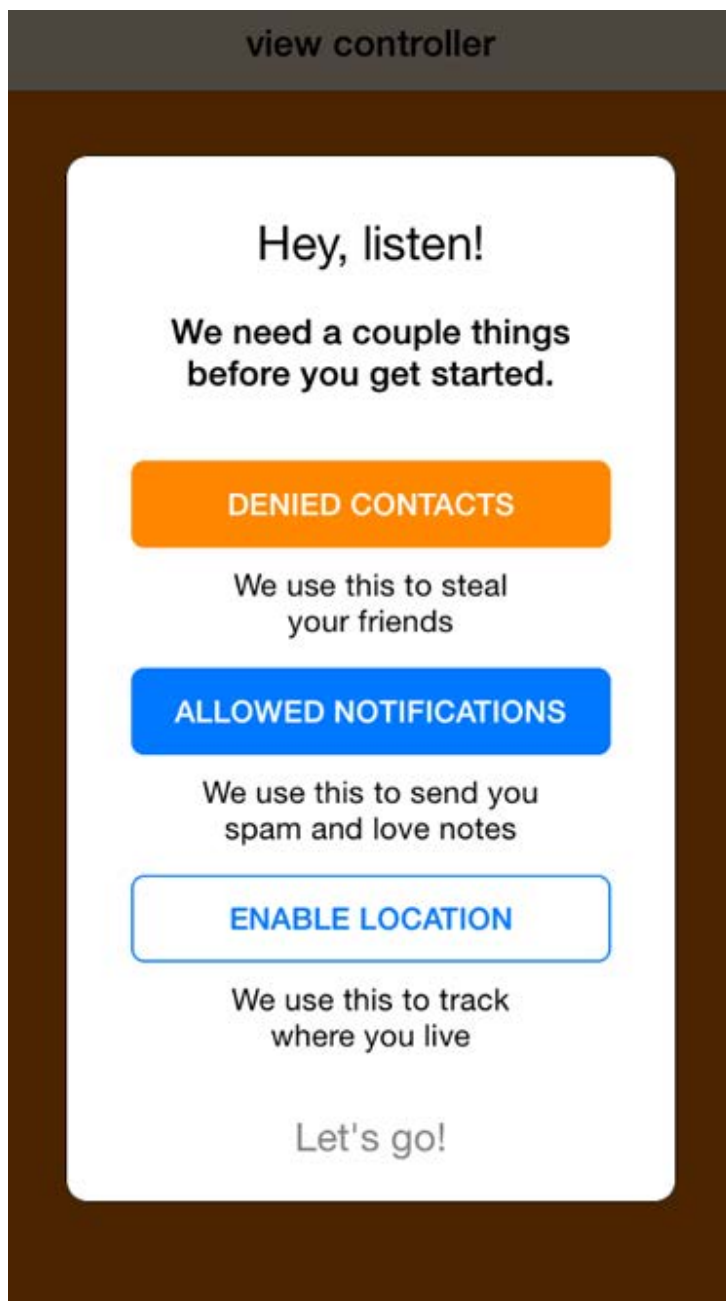 view controller
Hey, listen!
We need a couple things
before you get started.
DENIED CONTACTS
We use this to steal
your friends
ALLOWED NOTIFICATIONS
We use this to send you
spam and love notes
ENABLE LOCATION
We use this to track
where you live
Let's go!